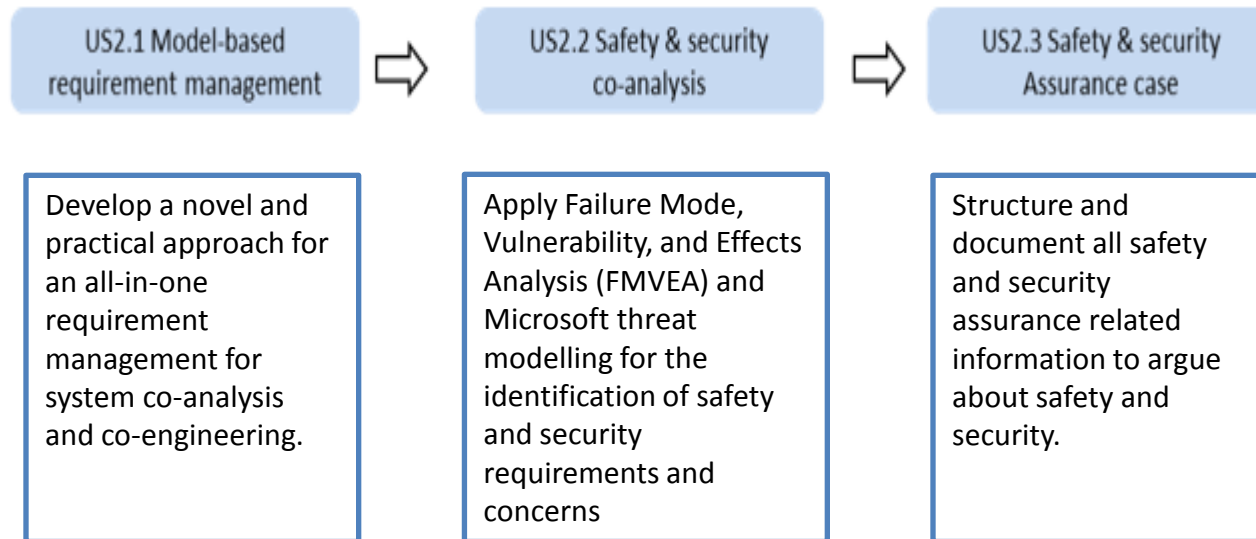 US2.1 Model-based
requirement management
US2.2 Safety & security
co-analysis
US2.3 Safety & security
Assurance case
Develop a novel and
practical approach for
an all-in-one
requirement
management for
system co-analysis
and co-engineering.
Apply Failure Mode,
Vulnerability, and Effects
Analysis (FMVEA) and
Microsoft threat
modelling for the
identification of safety
and security
requirements and
concerns
Structure and
document all safety
and security
assurance related
information to argue
about safety and
security.